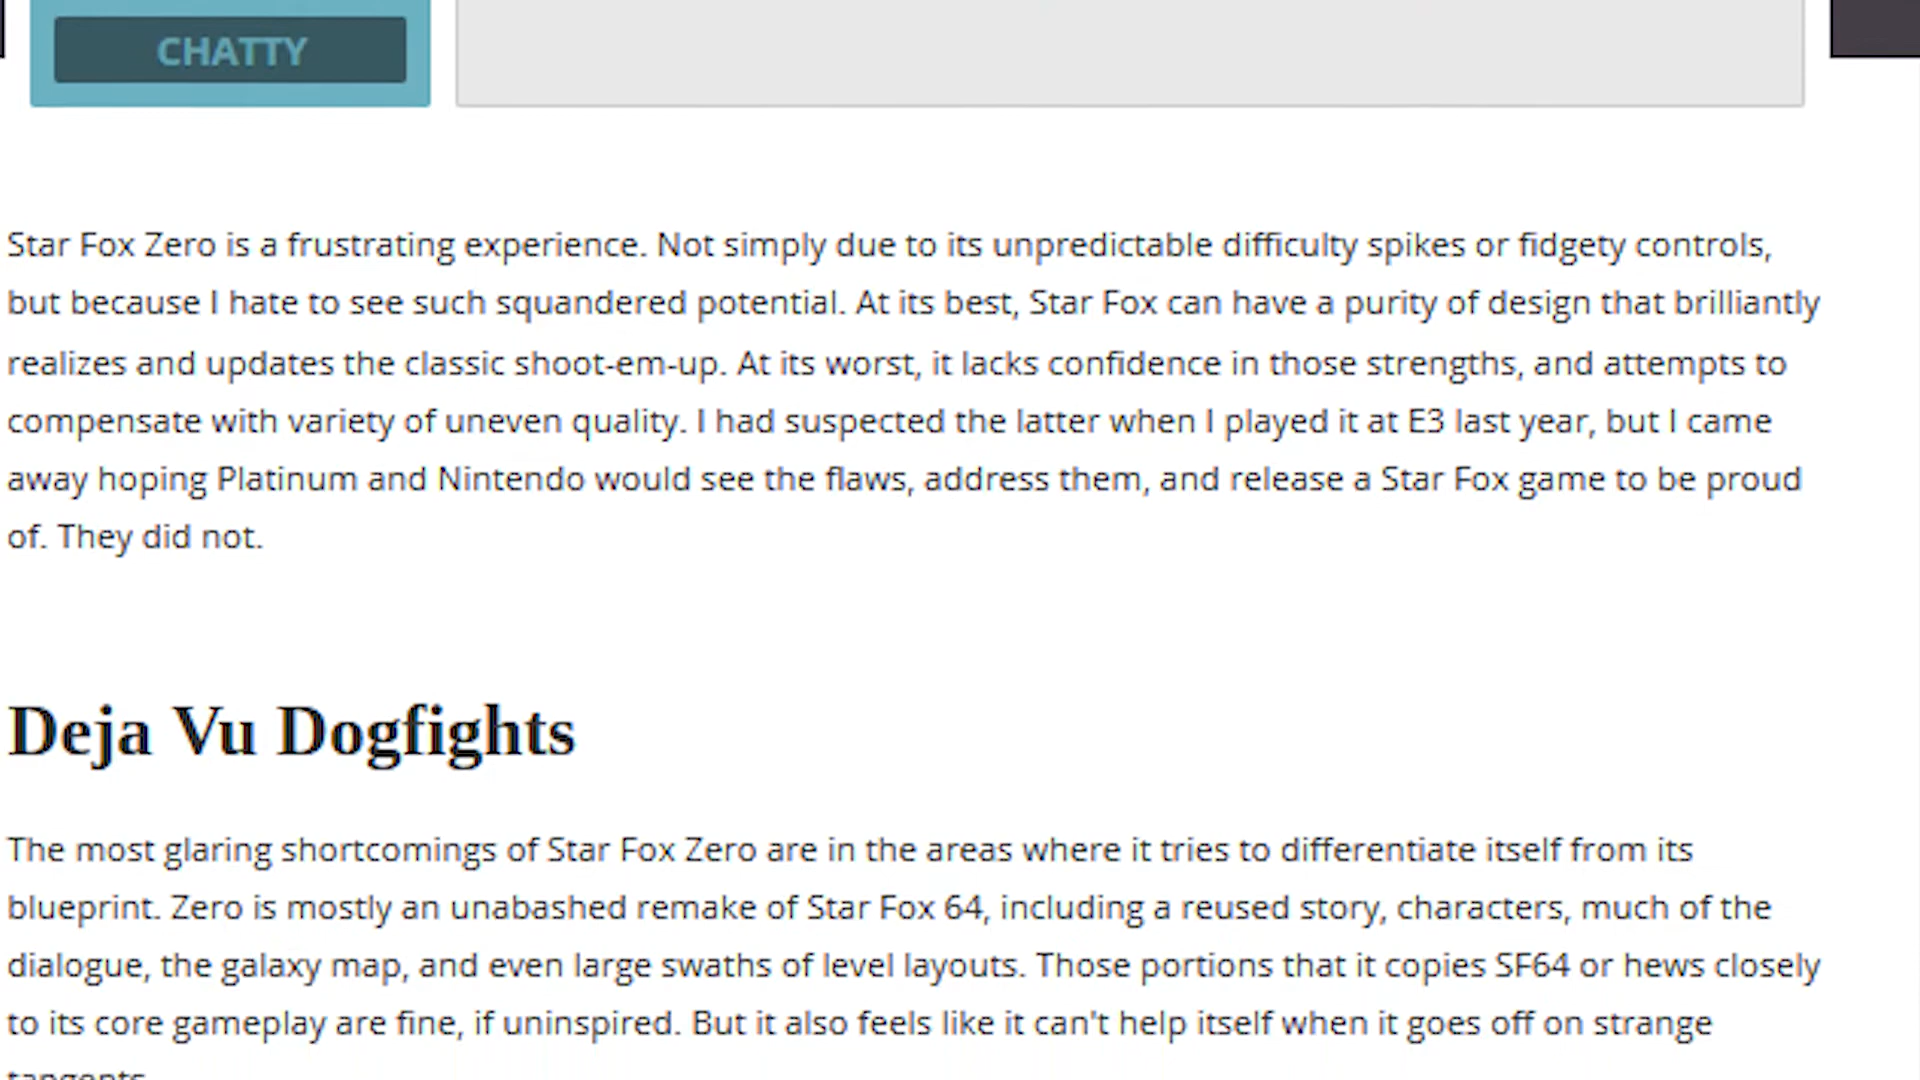 CHATTY
Star Fox Zero is a frustrating experience. Not simply due to its unpredictable difficulty spikes or fidgety controls,
but because I hate to see such squandered potential. At its best, Star Fox can have a purity of design that brilliantly
realizes and updates the classic shoot-em-up. At its worst, it lacks confidence in those strengths, and attempts to
compensate with variety of uneven quality. I had suspected the latter when I played it at E3 last year, but I came
away hoping Platinum and Nintendo would see the flaws, address them, and release a Star Fox game to be proud
of. They did not.
Deja Vu Dogfights
The most glaring shortcomings of Star Fox Zero are in the areas where it tries to differentiate itself from its
blueprint. Zero is mostly an unabashed remake of Star Fox 64, including a reused story, characters, much of the
dialogue, the galaxy map, and even large swaths of level layouts. Those portions that it copies SF64 or hews closely
to its core gameplay are fine, if uninspired. But it also feels like it can't help itself when it goes off on strange
tangents.